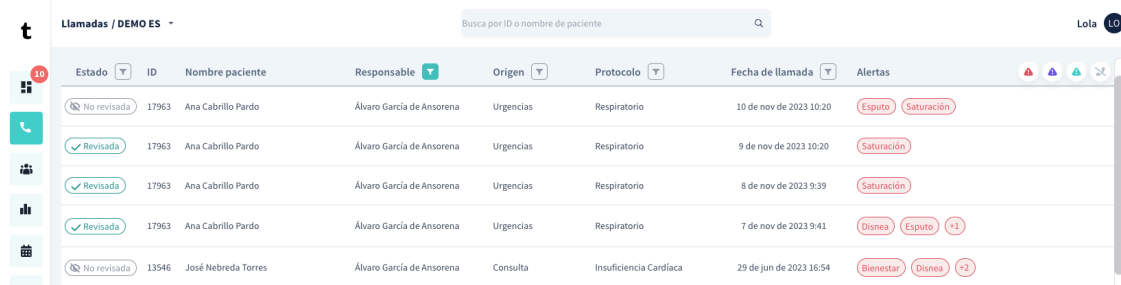 t
Llamadas / DEMO ES
Busca por ID o nombre de paciente
Lola LO
10
Estado ID Nombre paciente Responsable Origen Protocolo Fecha de llamada Alertas
No revisada 17963 Ana Cabrillo Pardo Álvaro García de Ansorena Urgencias Respiratorio 10 de nov de 2023 10:20 Esputo Saturación
Revisada 17963 Ana Cabrillo Pardo Álvaro García de Ansorena Urgencias Respiratorio 9 de nov de 2023 10:20 Saturación
Revisada 17963 Ana Cabrillo Pardo Álvaro García de Ansorena Urgencias Respiratorio 8 de nov de 2023 9:39 Saturación
Revisada 17963 Ana Cabrillo Pardo Álvaro García de Ansorena Urgencias Respiratorio 7 de nov de 2023 9:41 Disnea Esputo +1
No revisada 13546 José Nebreda Torres Álvaro García de Ansorena Consulta Insuficiencia Cardíaca 29 de jun de 2023 16:54 Bienestar Disnea +2